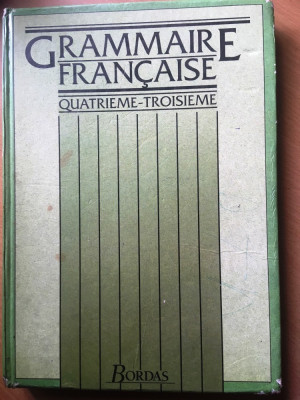 GRAMMAIRE
FRANÇAISE
QUATRIEME-TROISIEME
BORDAS